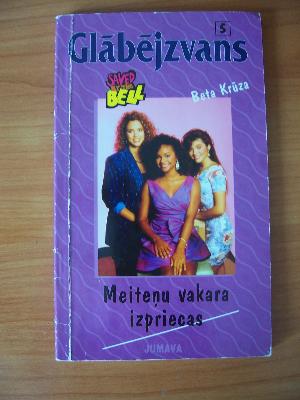 5
Glābējzvans
SAVED
BY THE
BELL
Beta Krūza
Meiteņu vakara
izpriecas
JUMAVA